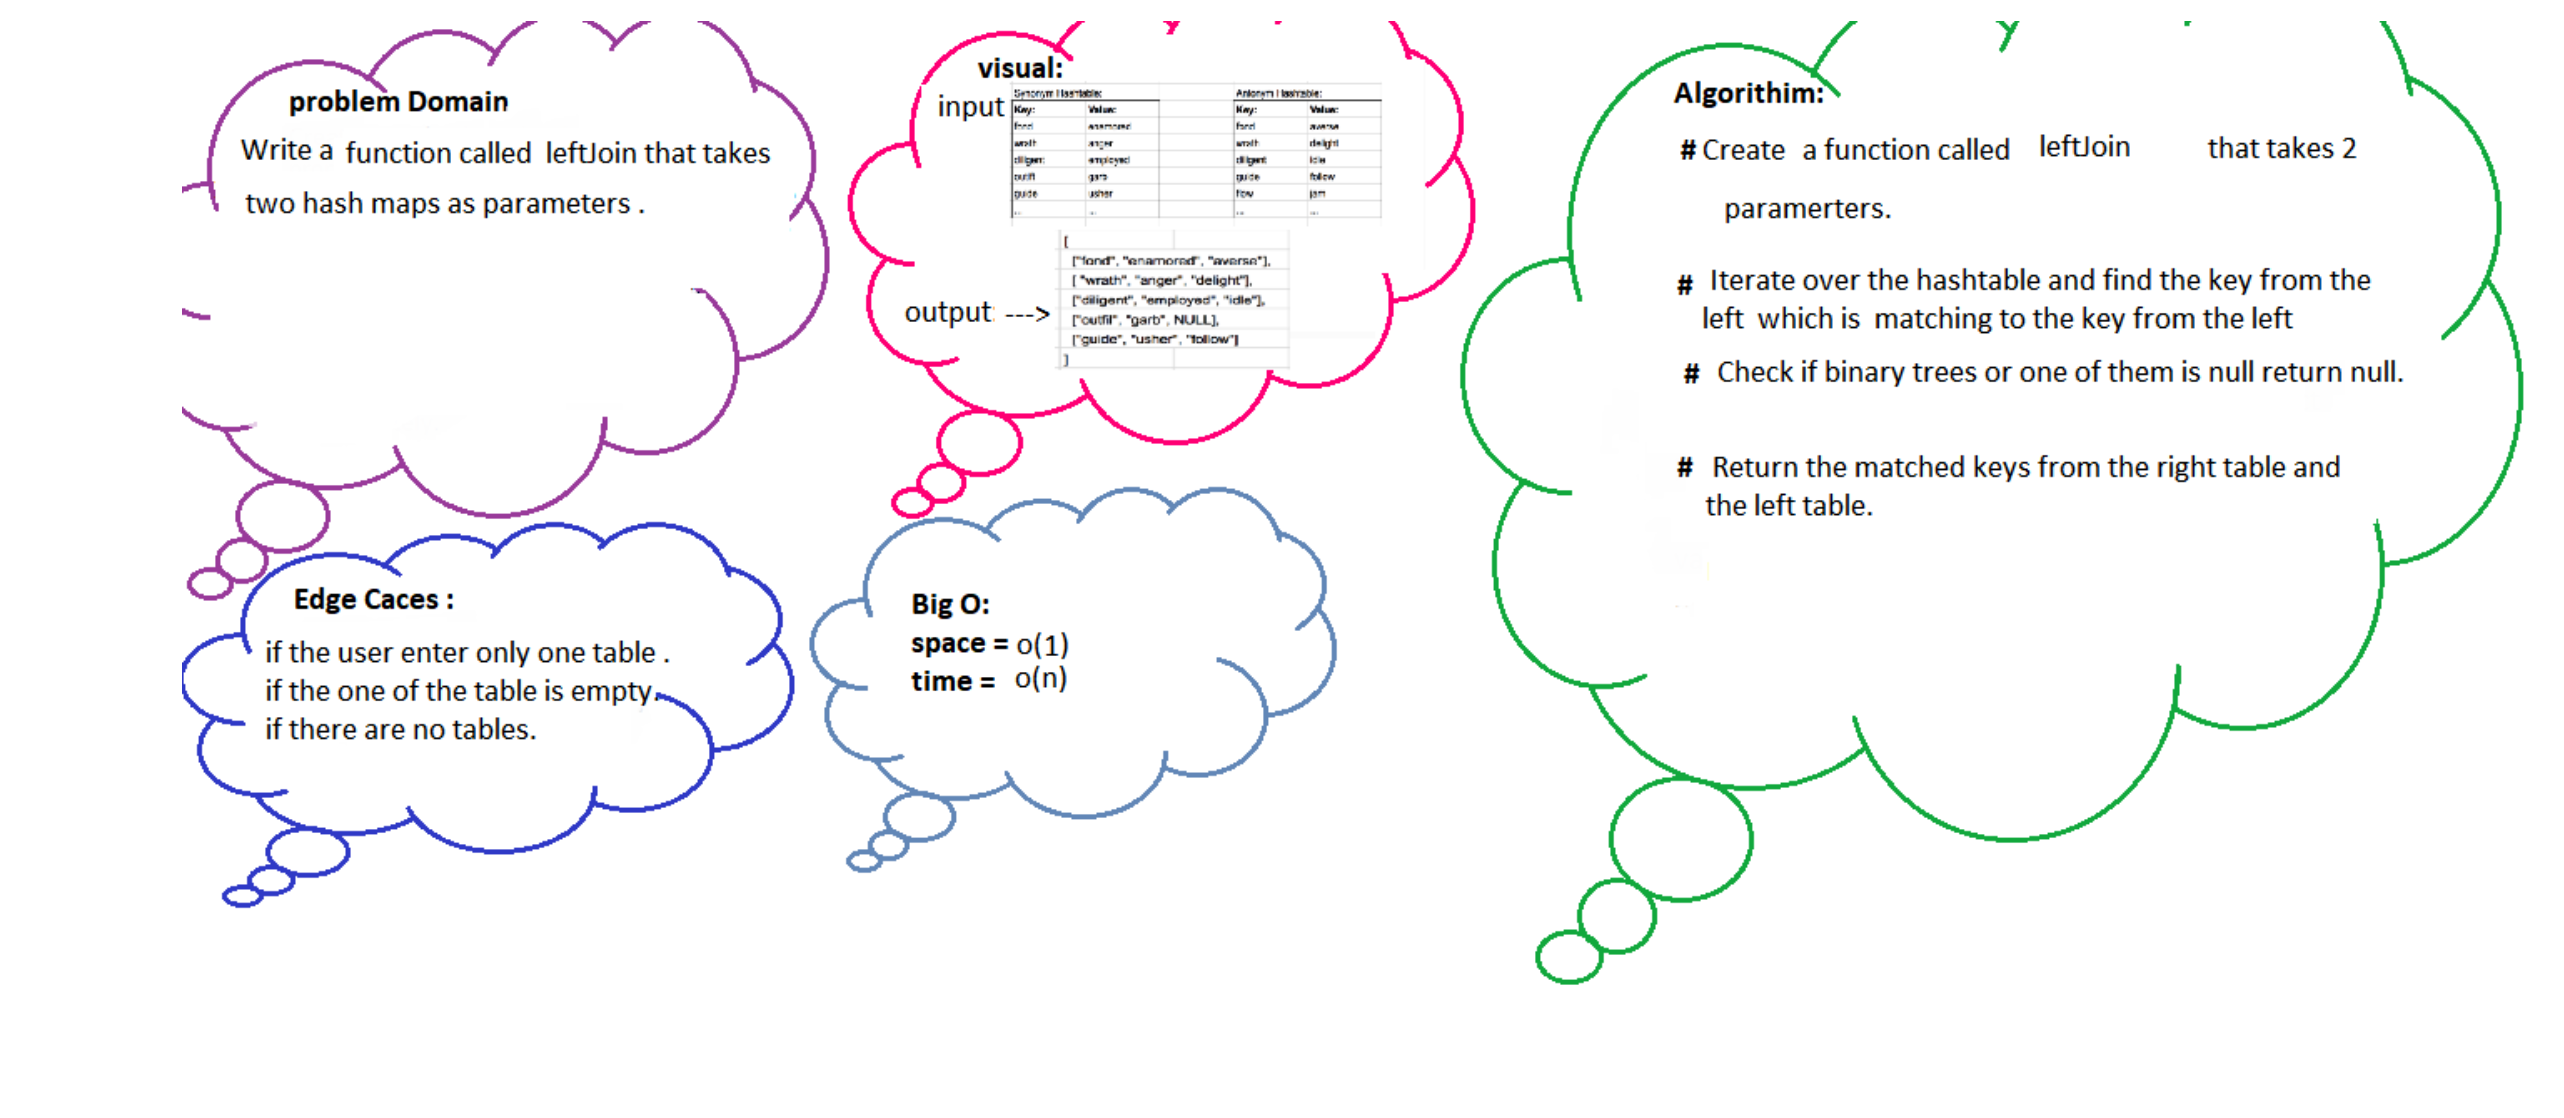 problem Domain
Write a function called leftJoin that takes
two hash maps as parameters .
visual:
input
Synonym Hashtable:
Key: Value:
fond enamored
wrath anger
diligent employed
outfit garb
guide usher
... ...
Antonym Hashtable:
Key: Value:
fond averse
wrath delight
diligent idle
guide follow
flow jam
... ...
output: --->
[
["fond", "enamored", "averse"],
[ "wrath", "anger", "delight"],
["diligent", "employed", "idle"],
["outfit", "garb", NULL],
["guide", "usher", "follow"]
]
Algorithim:
# Create a function called leftJoin that takes 2
paramerters.
# Iterate over the hashtable and find the key from the
left which is matching to the key from the left
# Check if binary trees or one of them is null return null.
# Return the matched keys from the right table and
the left table.
Edge Caces :
if the user enter only one table .
if the one of the table is empty.
if there are no tables.
Big O:
space = o(1)
time = o(n)